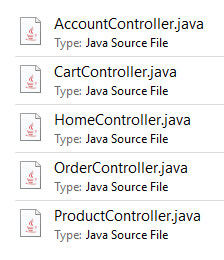 AccountController.java
Type: Java Source File
CartController.java
Type: Java Source File
HomeController.java
Type: Java Source File
OrderController.java
Type: Java Source File
ProductController.java
Type: Java Source File